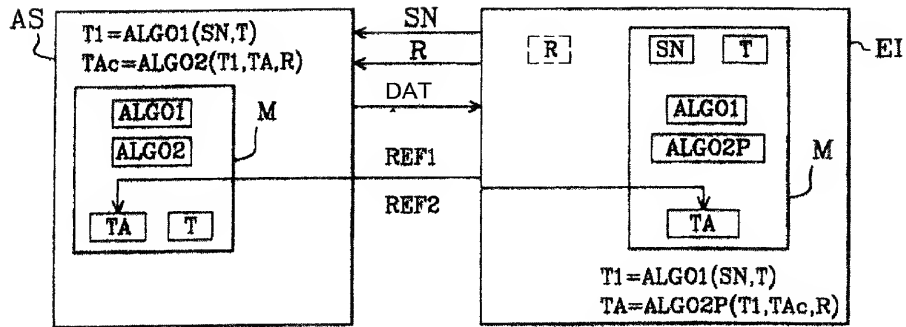 AS
T1=ALGO1(SN,T)
TAc=ALGO2(T1,TA,R)
ALGO1
ALGO2
M
TA
T
SN
R
DAT
REF1
REF2
R
SN
T
EI
ALGO1
ALGO2P
M
TA
T1=ALGO1(SN,T)
TA=ALGO2P(T1,TAc,R)